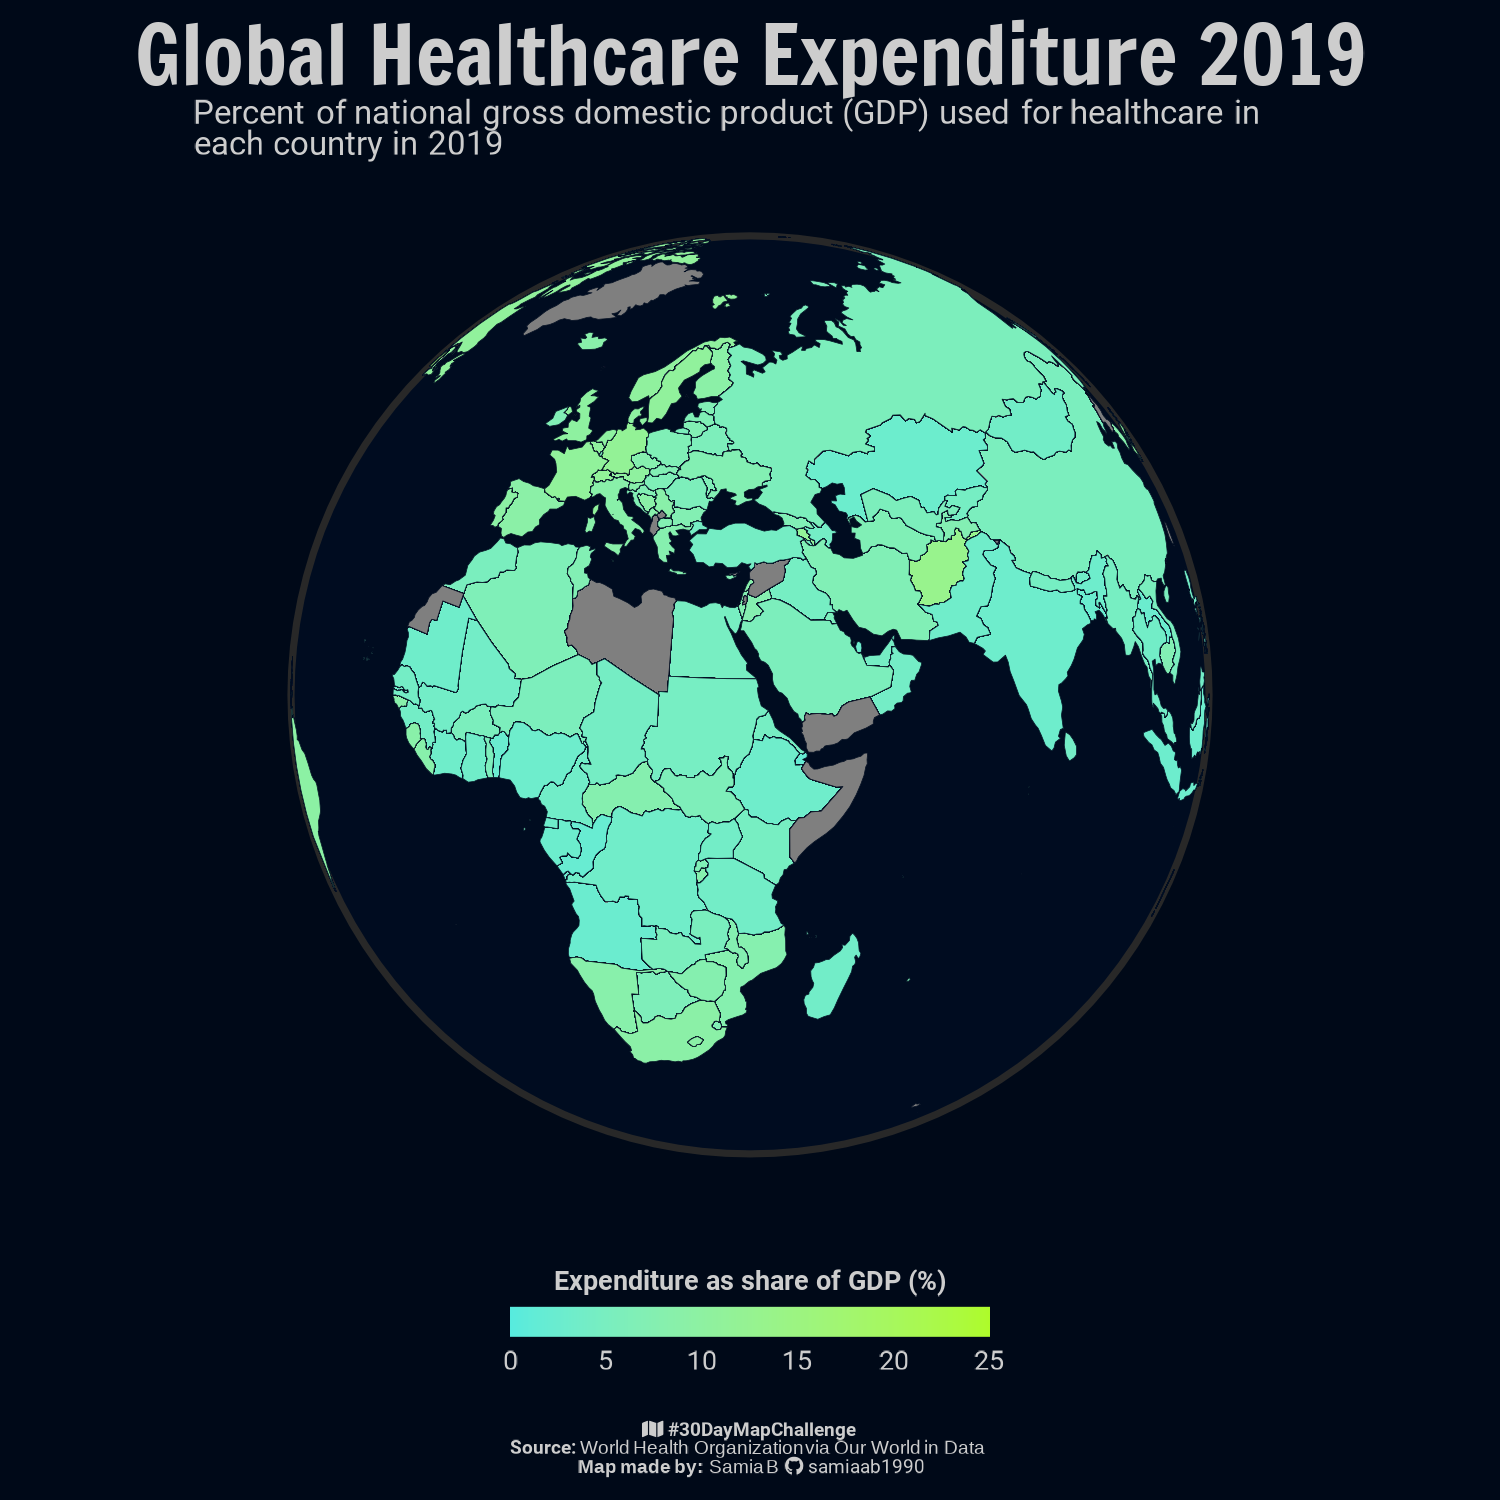 Global Healthcare Expenditure 2019
Percent of national gross domestic product (GDP) used for healthcare in
each country in 2019
Expenditure as share of GDP (%)
0 5 10 15 20 25
#30DayMapChallenge
Source: World Health Organization via Our World in Data
Map made by: Samia B samiaab1990